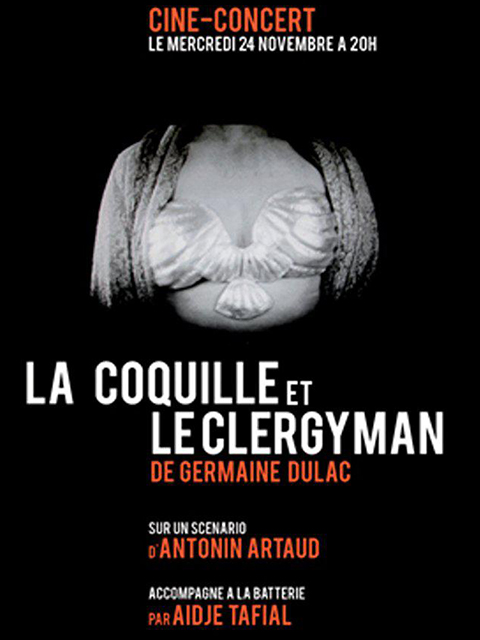 CINE-CONCERT
LE MERCREDI 24 NOVEMBRE A 20H
LA COQUILLE ET
LE CLERGYMAN
DE GERMAINE DULAC
SUR UN SCENARIO
D'ANTONIN ARTAUD
ACCOMPAGNE A LA BATTERIE
PAR AIDJE TAFIAL